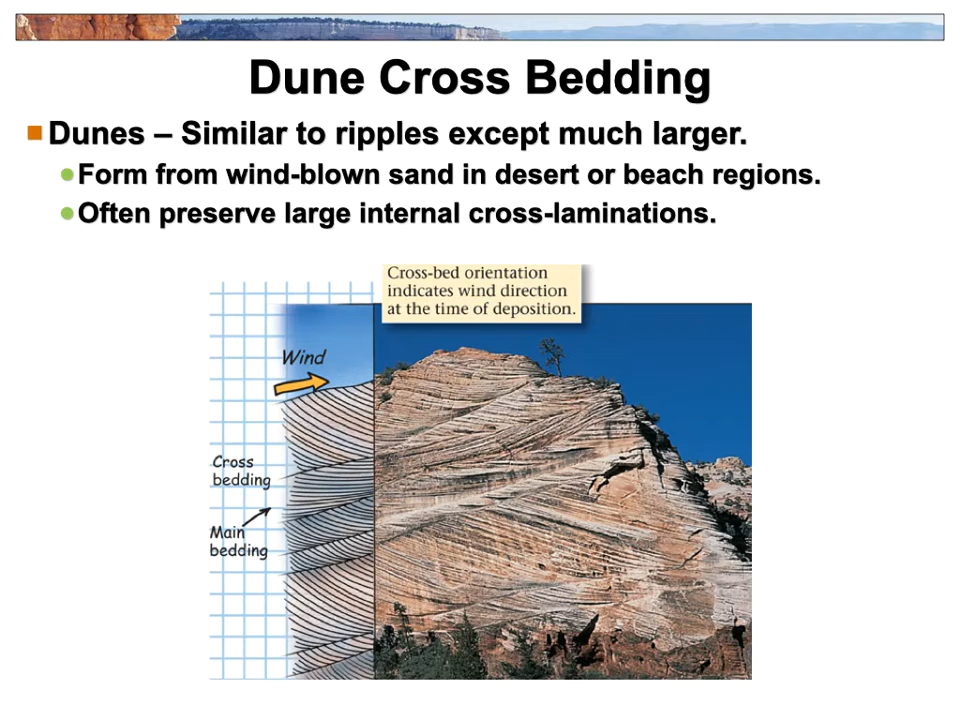 Dune Cross Bedding
Dunes – Similar to ripples except much larger.
Form from wind-blown sand in desert or beach regions.
Often preserve large internal cross-laminations.
Cross-bed orientation
indicates wind direction
at the time of deposition.
Wind
Cross
bedding
Main
bedding